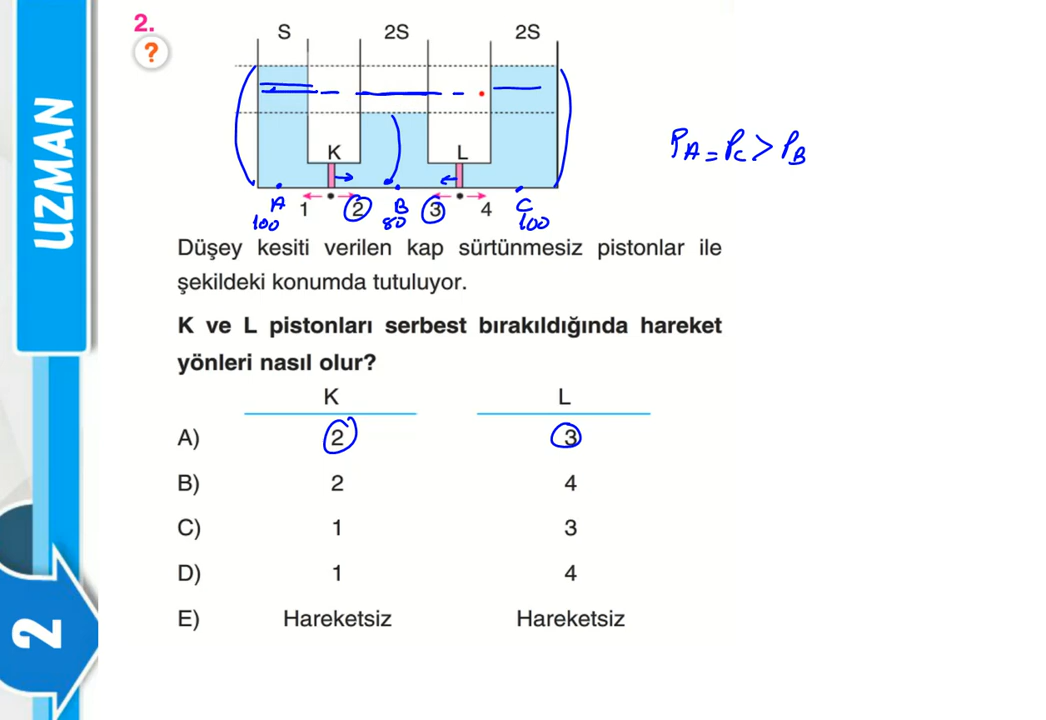 2.
?
UZMAN
2
S 2S 2S
K L
A B C
1 2 3 4
100 80 100
PA = PC > PB
Düşey kesiti verilen kap sürtünmesiz pistonlar ile
şekildeki konumda tutuluyor.
K ve L pistonları serbest bırakıldığında hareket
yönleri nasıl olur?
K L
A) 2 3
B) 2 4
C) 1 3
D) 1 4
E) Hareketsiz Hareketsiz